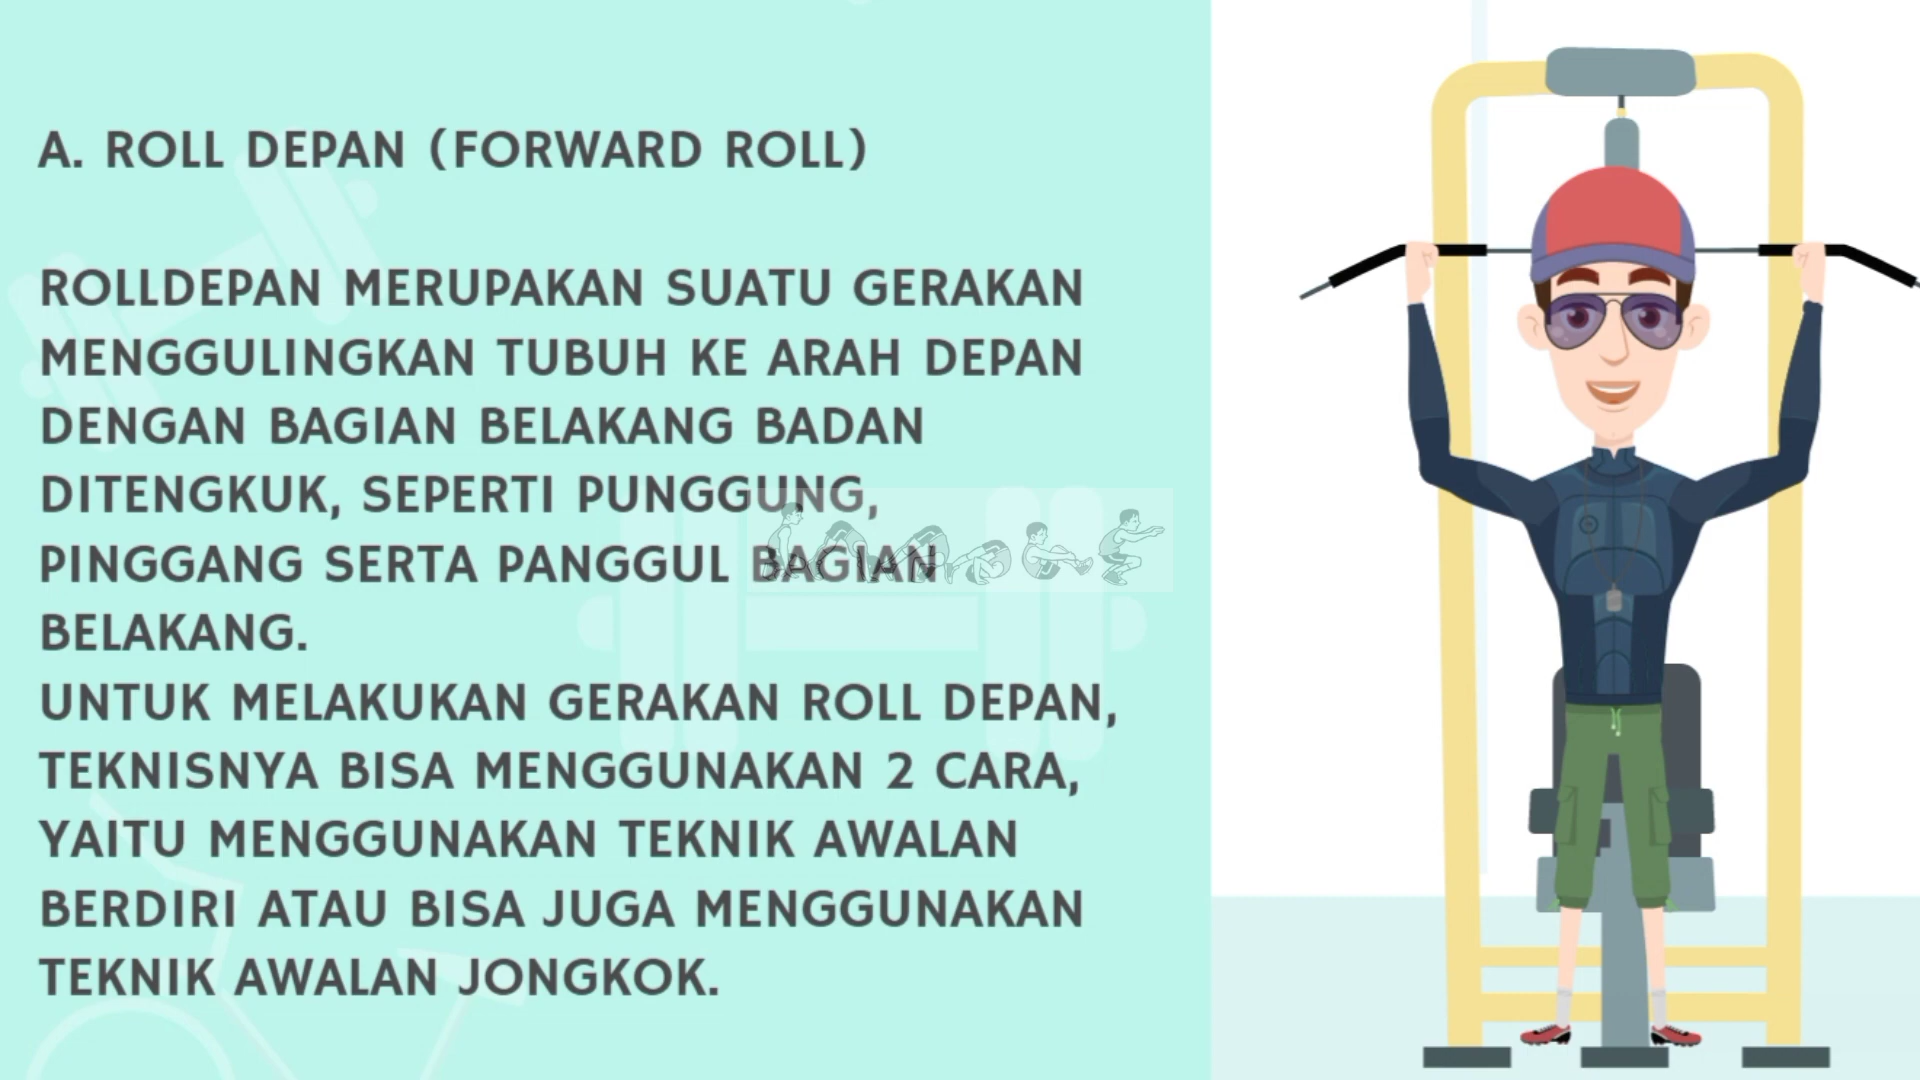 A. ROLL DEPAN (FORWARD ROLL)
ROLLDEPAN MERUPAKAN SUATU GERAKAN
MENGGULINGKAN TUBUH KE ARAH DEPAN
DENGAN BAGIAN BELAKANG BADAN
DITENGKUK, SEPERTI PUNGGUNG,
PINGGANG SERTA PANGGUL BAGIAN
BELAKANG.
UNTUK MELAKUKAN GERAKAN ROLL DEPAN,
TEKNISNYA BISA MENGGUNAKAN 2 CARA,
YAITU MENGGUNAKAN TEKNIK AWALAN
BERDIRI ATAU BISA JUGA MENGGUNAKAN
TEKNIK AWALAN JONGKOK.